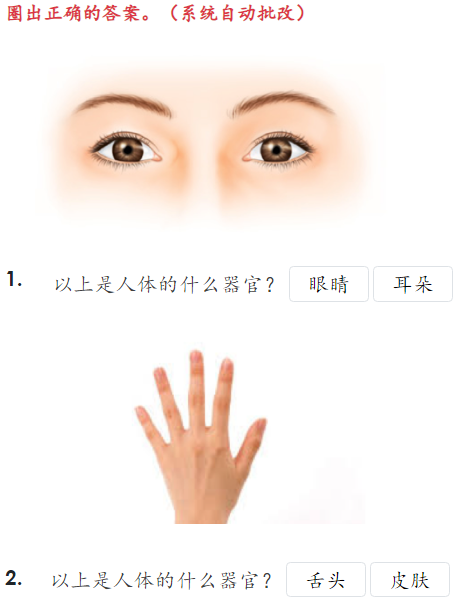 圈出正确的答案。（系统自动批改）
1. 以上是人体的什么器官？ 眼睛 耳朵
2. 以上是人体的什么器官？ 舌头 皮肤